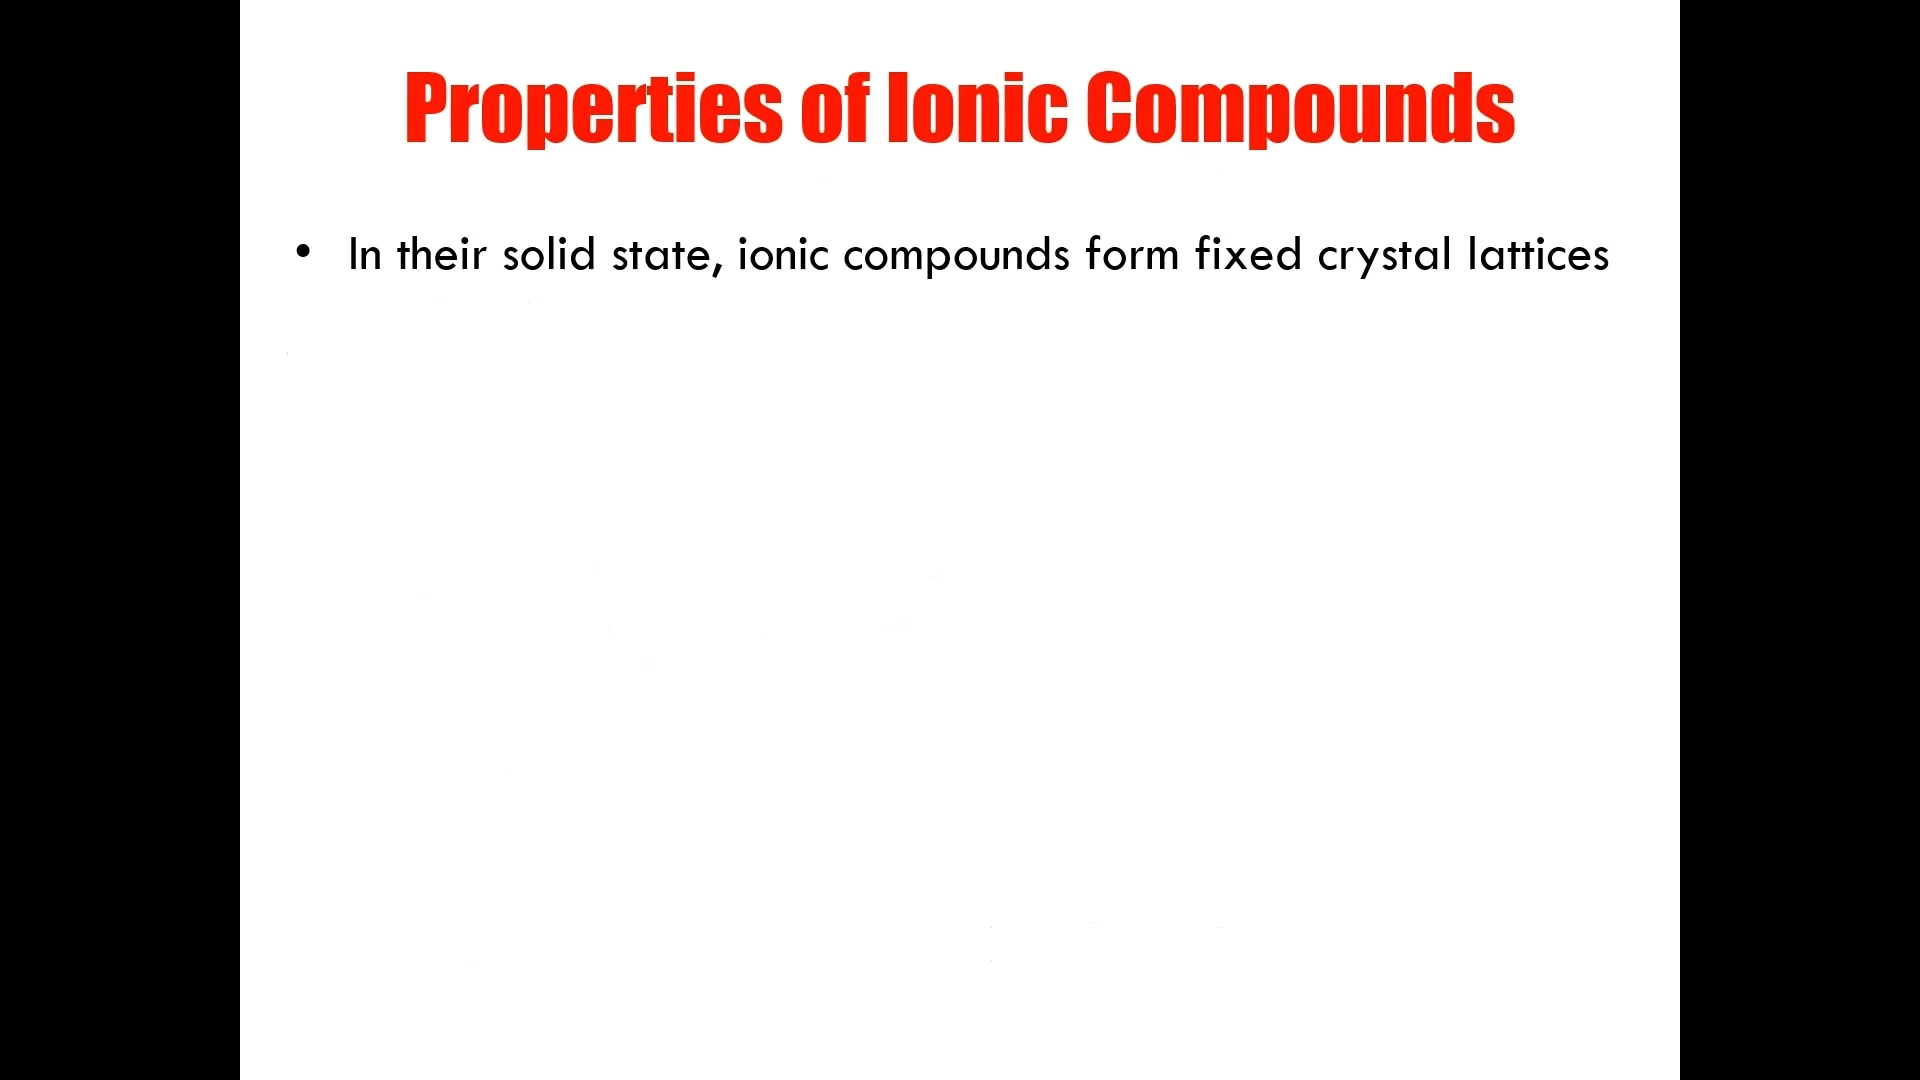 Properties of Ionic Compounds
• In their solid state, ionic compounds form fixed crystal lattices